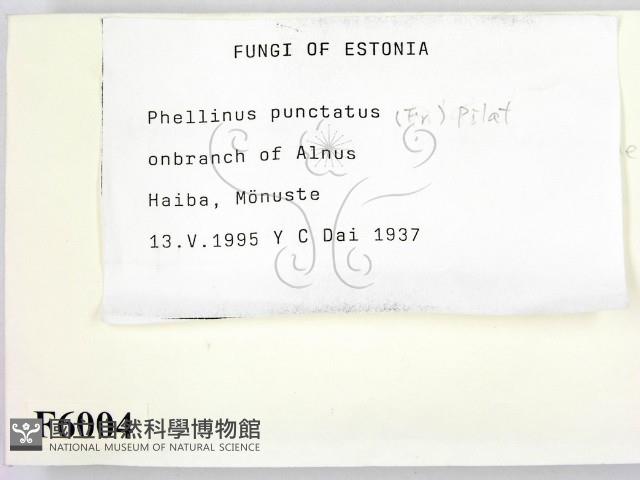 FUNGI OF ESTONIA
Phellinus punctatus (Fr.) Pilat
onbranch of Alnus
Haiba, Mönuste
13.V.1995 Y C Dai 1937
F6004
國立自然科學博物館
NATIONAL MUSEUM OF NATURAL SCIENCE